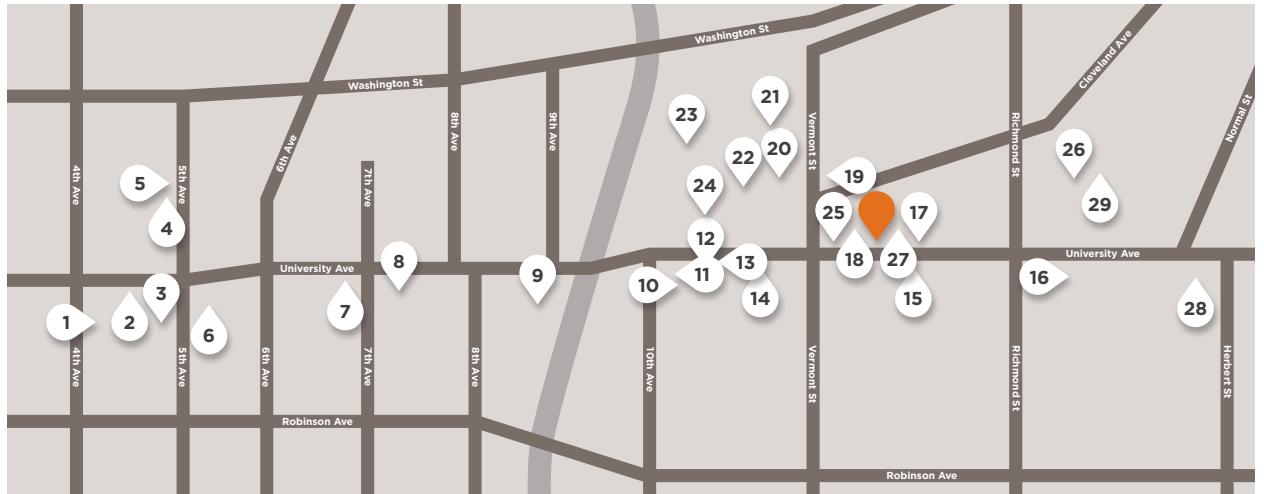 Washington St
Cleveland Ave
21
Washington St
Normal St
23
8th Ave
9th Ave
Vermont St
Richmond St
6th Ave
20
26
22
5
4th Ave
5th Ave
7th Ave
24
19
29
4
25
17
12
University Ave
8
18
27
13
University Ave
9
11
10
16
3
14
15
7
28
1
2
6
4th Ave
5th Ave
6th Ave
7th Ave
8th Ave
10th Ave
Vermont St
Richmond St
Herbert St
Robinson Ave
Robinson Ave